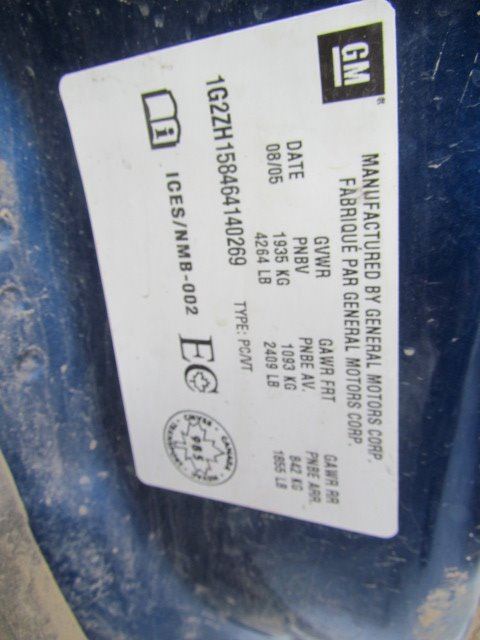 GM
MANUFACTURED BY GENERAL MOTORS CORP.
FABRIQUÉ PAR GENERAL MOTORS CORP.
DATE GVWR GAWR FRT GAWR RR
08/05 PNBV PNBE AV. PNBE ARR.
1935 KG 1093 KG 842 KG
4264 LB 2409 LB 1855 LB
1G2ZH158464140269 TYPE: PC/VT
i ICES/NMB-002 EC CANADA